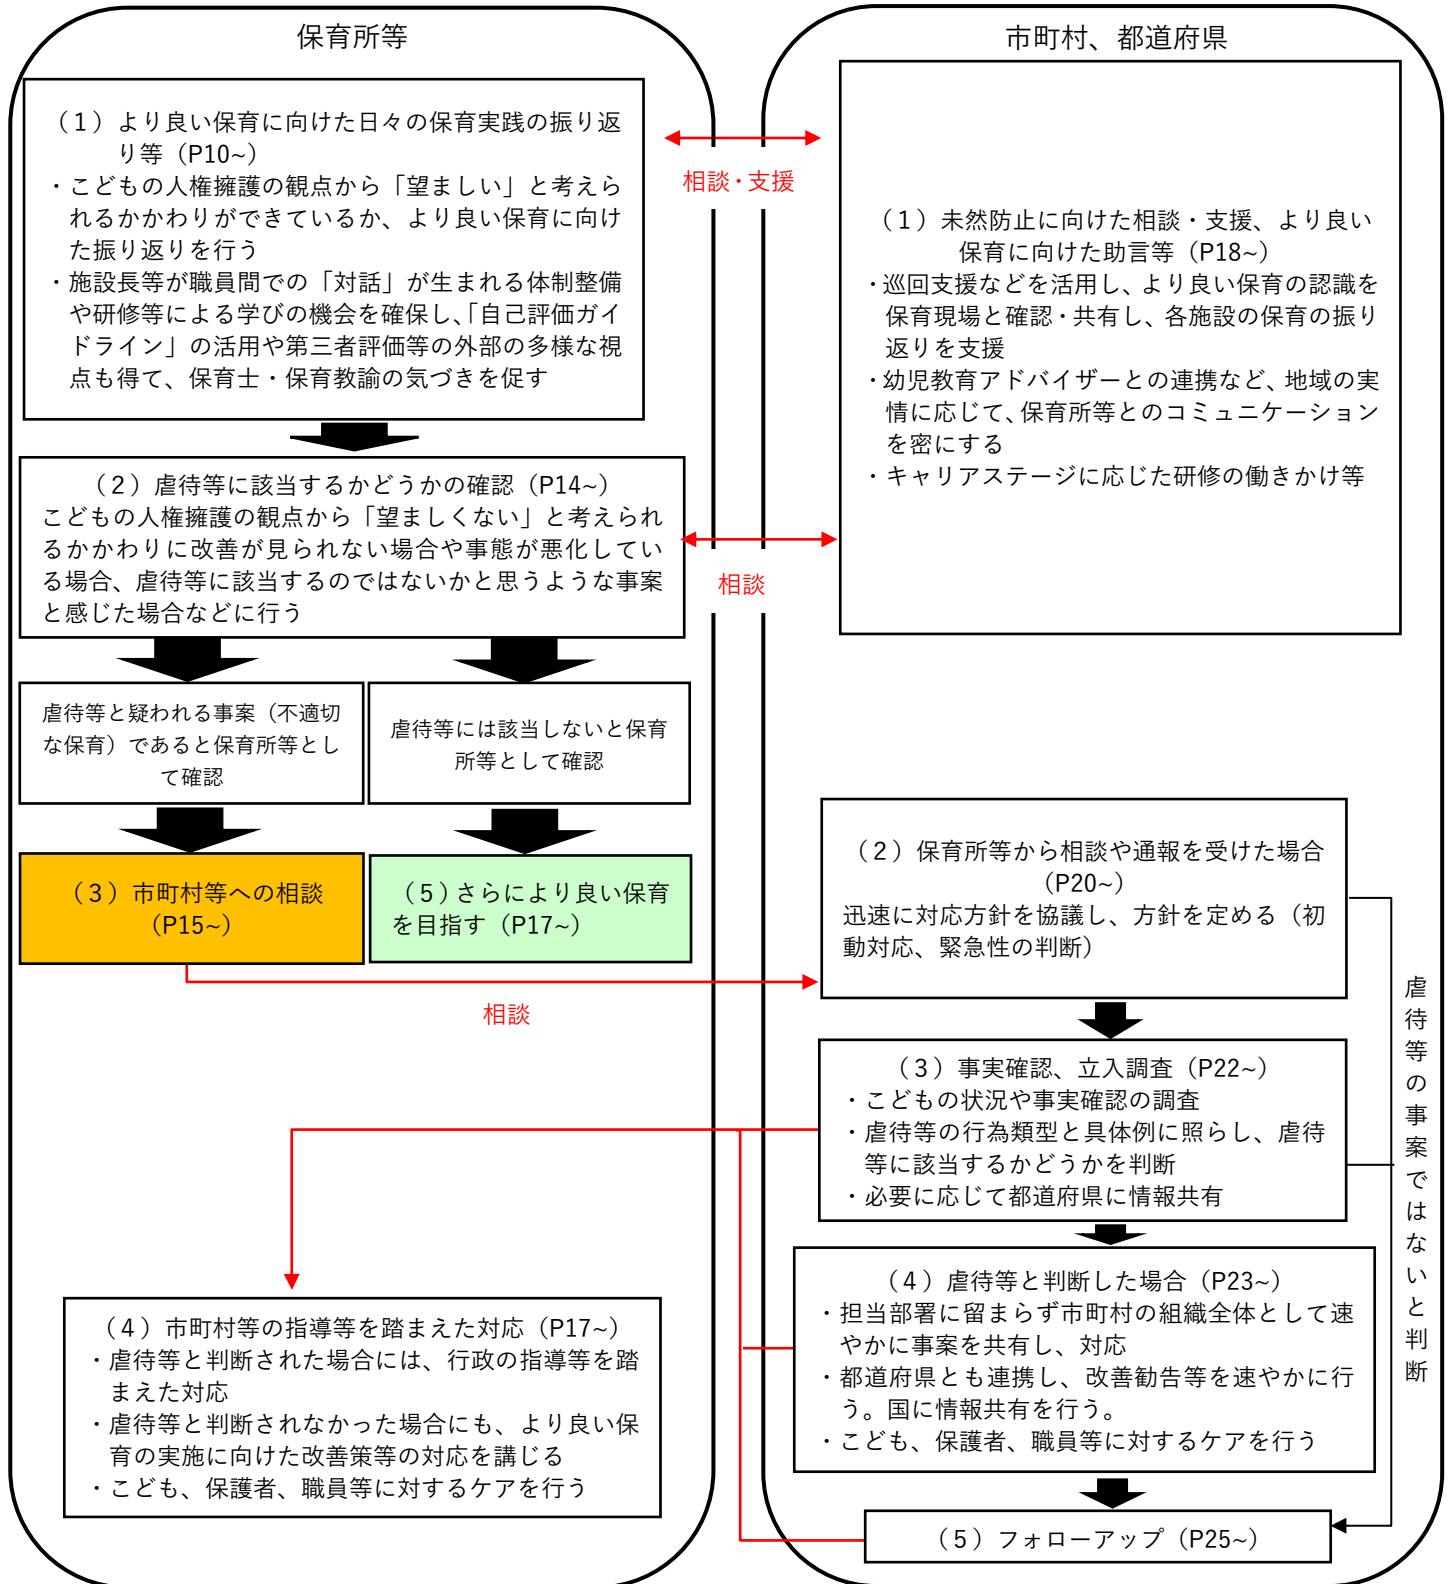 保育所等
（1）より良い保育に向けた日々の保育実践の振り返
り等（P10~）
・こどもの人権擁護の観点から「望ましい」と考えら
れるかかわりができているか、より良い保育に向け
た振り返りを行う
・施設長等が職員間での「対話」が生まれる体制整備
や研修等による学びの機会を確保し、「自己評価ガイ
ドライン」の活用や第三者評価等の外部の多様な視
点も得て、保育士・保育教諭の気づきを促す
（2）虐待等に該当するかどうかの確認（P14~）
こどもの人権擁護の観点から「望ましくない」と考えられ
るかかわりに改善が見られない場合や事態が悪化してい
る場合、虐待等に該当するのではないかと思うような事案
と感じた場合などに行う
虐待等と疑われる事案（不適切
な保育）であると保育所等とし
て確認
虐待等には該当しないと保育
所等として確認
（3）市町村等への相談
（P15~）
（5）さらにより良い保育
を目指す（P17~）
（4）市町村等の指導等を踏まえた対応（P17~）
・虐待等と判断された場合には、行政の指導等を踏
まえた対応
・虐待等と判断されなかった場合にも、より良い保
育の実施に向けた改善策等の対応を講じる
・こども、保護者、職員等に対するケアを行う
相談・支援
相談
相談
市町村、都道府県
（1）未然防止に向けた相談・支援、より良い
保育に向けた助言等（P18~）
・巡回支援などを活用し、より良い保育の認識を
保育現場と確認・共有し、各施設の保育の振り
返りを支援
・幼児教育アドバイザーとの連携など、地域の実
情に応じて、保育所等とのコミュニケーション
を密にする
・キャリアステージに応じた研修の働きかけ等
（2）保育所等から相談や通報を受けた場合
（P20~）
迅速に対応方針を協議し、方針を定める（初
動対応、緊急性の判断）
（3）事実確認、立入調査（P22~）
・こどもの状況や事実確認の調査
・虐待等の行為類型と具体例に照らし、虐待
等に該当するかどうかを判断
・必要に応じて都道府県に情報共有
（4）虐待等と判断した場合（P23~）
・担当部署に留まらず市町村の組織全体として速
やかに事案を共有し、対応
・都道府県とも連携し、改善勧告等を速やかに行
う。国に情報共有を行う。
・こども、保護者、職員等に対するケアを行う
（5）フォローアップ（P25~）
虐待等の事案ではないと判断